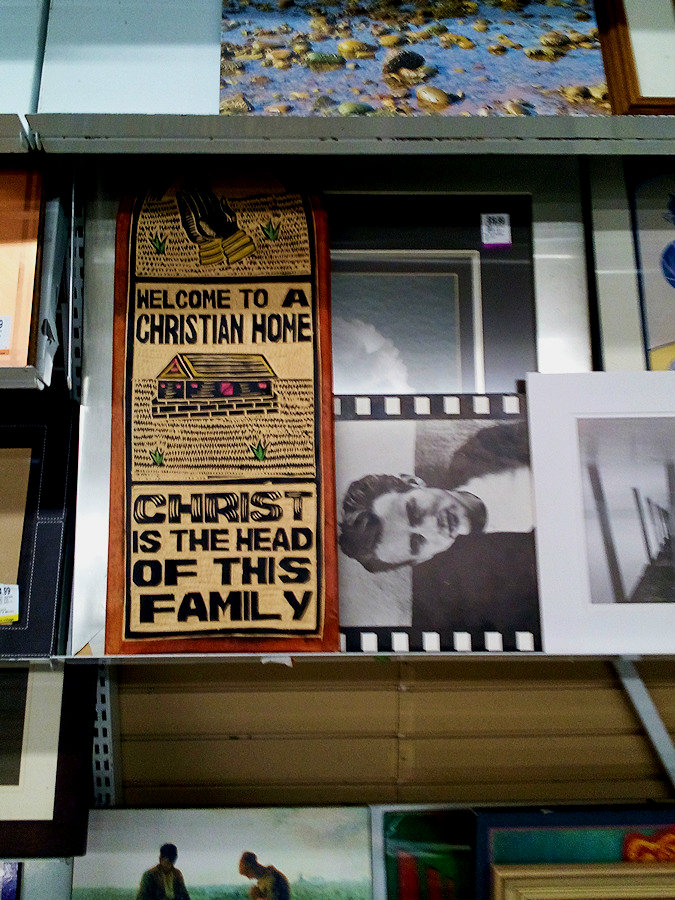 WELCOME TO A
CHRISTIAN HOME
CHRIST
IS THE HEAD
OF THIS
FAMILY